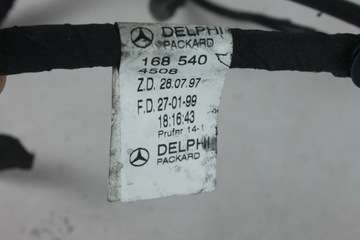 DELPHI
PACKARD
168 540
4508
Z.D. 28.07.97
F.D. 27-01-99
18:16:43
Prufer 14-1
DELPHI
PACKARD